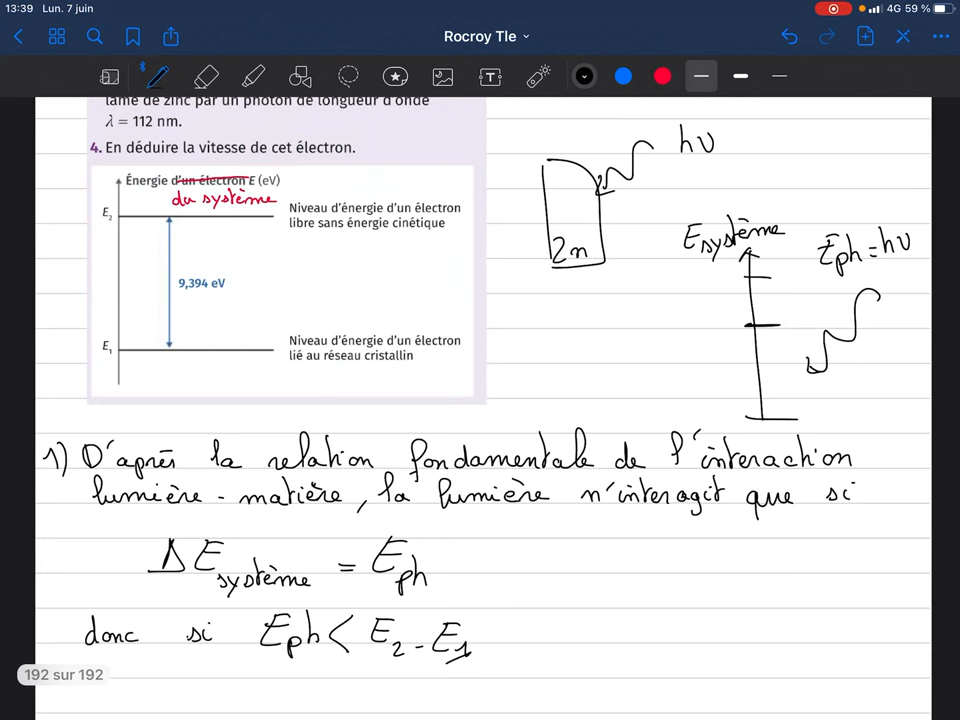 13:39 Lun. 7 juin
4G 59 %
Rocroy Tle
lame de zinc par un photon de longueur d'onde
λ = 112 nm.
4. En déduire la vitesse de cet électron.
Énergie d'un électron E (eV)
du système
E2
Niveau d'énergie d'un électron
libre sans énergie cinétique
9,394 eV
E1
Niveau d'énergie d'un électron
lié au réseau cristallin
hν
Zn
Esystème
Eph = hν
1) D'après la relation fondamentale de l'interaction
lumière - matière, la lumière n'interagit que si
ΔEsystème = Eph
donc si Eph < E2 - E1
192 sur 192